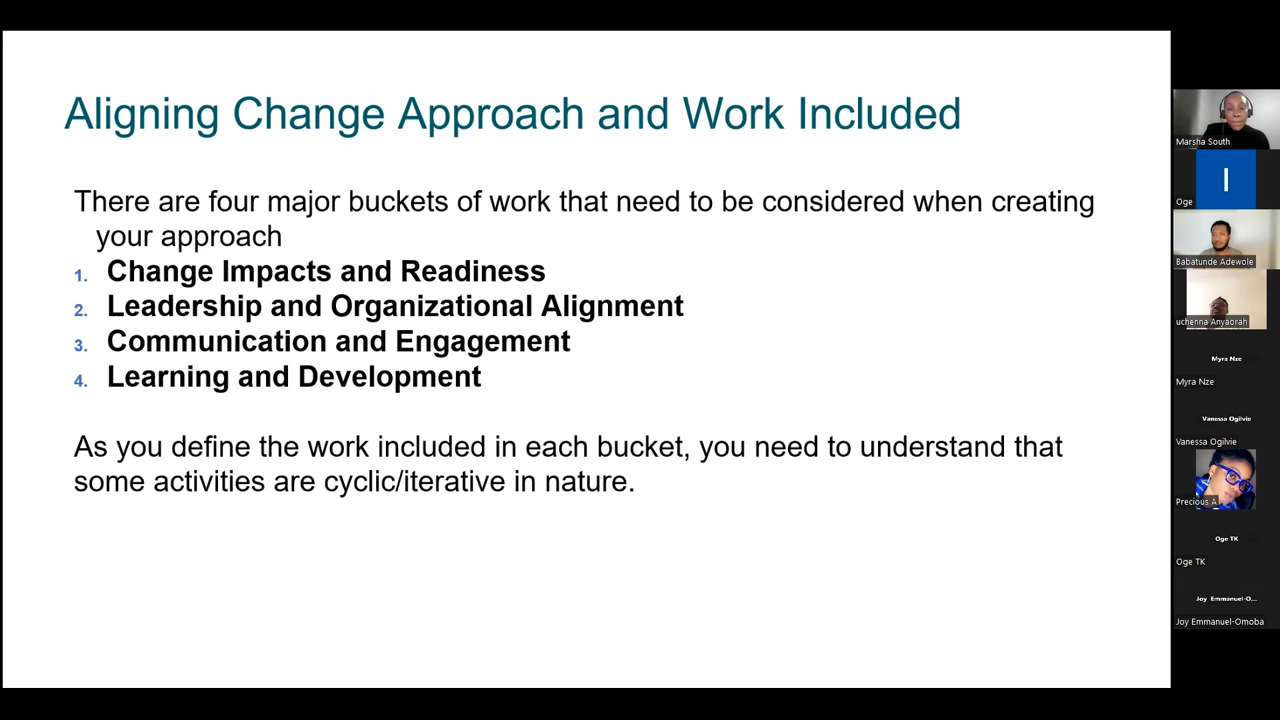 Aligning Change Approach and Work Included
There are four major buckets of work that need to be considered when creating
your approach
1. Change Impacts and Readiness
2. Leadership and Organizational Alignment
3. Communication and Engagement
4. Learning and Development
As you define the work included in each bucket, you need to understand that
some activities are cyclic/iterative in nature.
Marsha South
I
Oge
Babatunde Adewole
uchenna Anyaorah
Myra Nze
Myra Nze
Vanessa Ogilvie
Vanessa Ogilvie
Precious A
Oge TK
Oge TK
Joy Emmanuel-O...
Joy Emmanuel-Omoba